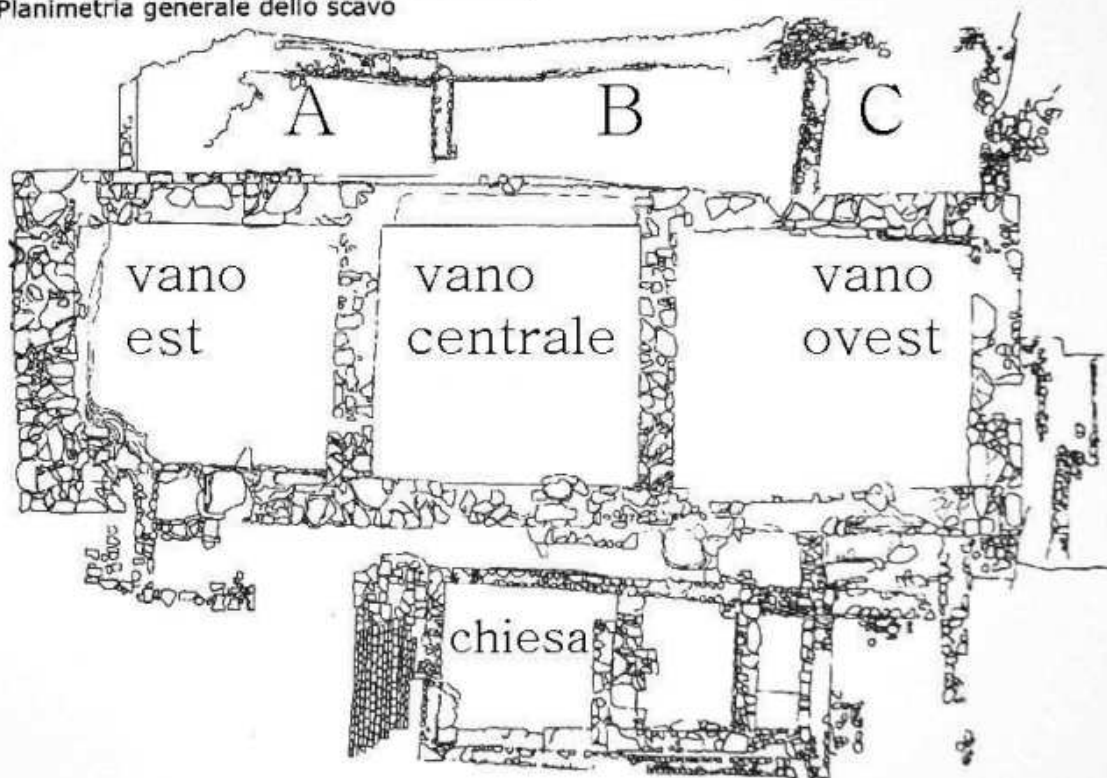 Planimetria generale dello scavo
A B C
vano est
vano centrale
vano ovest
chiesa